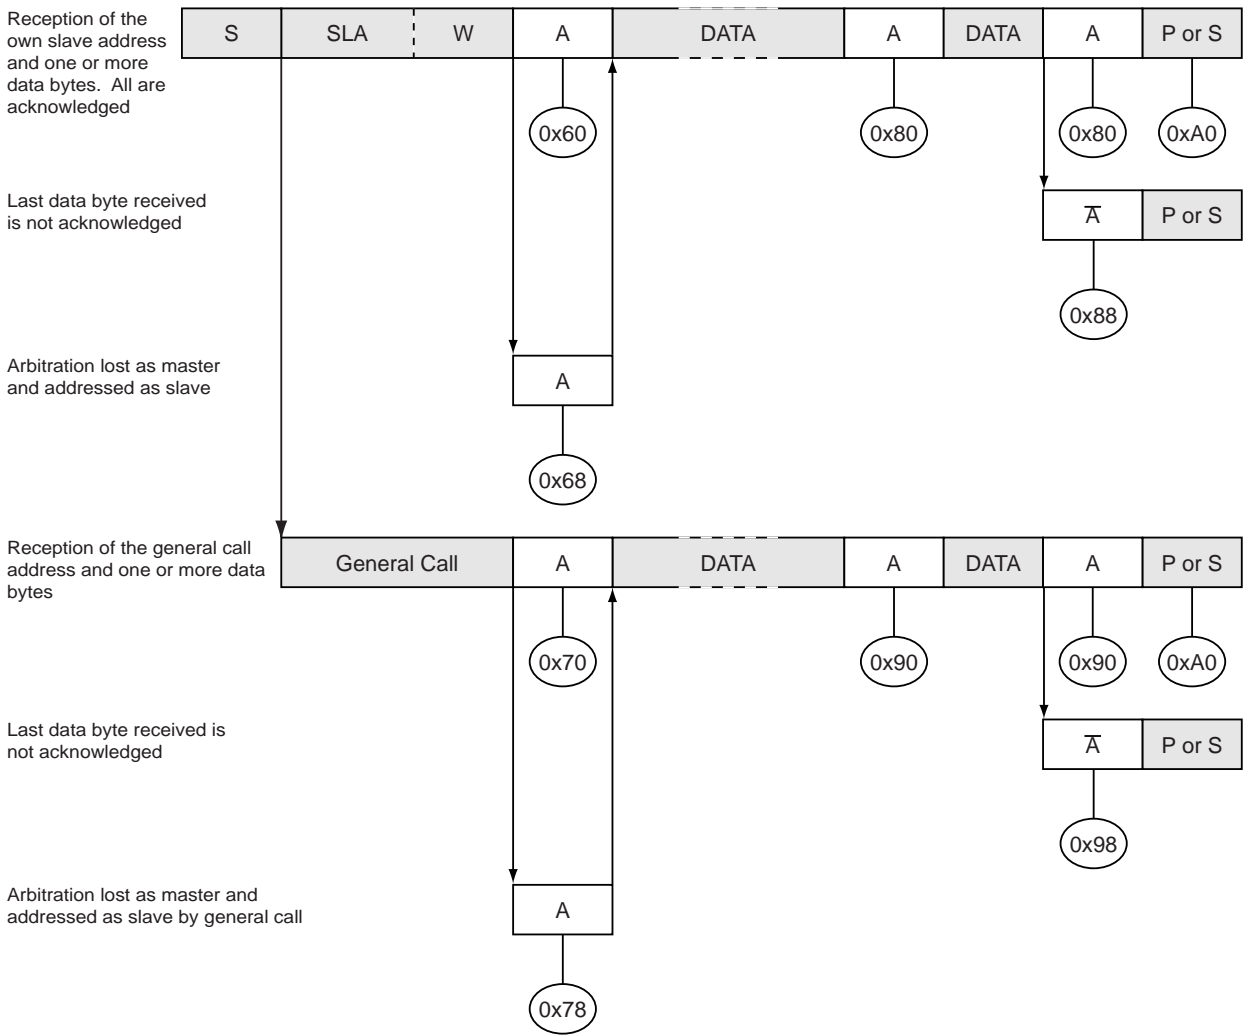 Reception of the
own slave address
and one or more
data bytes.  All are
acknowledged
S SLA W A DATA A DATA A P or S
0x60 0x80 0x80 0xA0
Last data byte received
is not acknowledged
A̅ P or S
0x88
Arbitration lost as master
and addressed as slave
A
0x68
Reception of the general call
address and one or more data
bytes
General Call A DATA A DATA A P or S
0x70 0x90 0x90 0xA0
Last data byte received is
not acknowledged
A̅ P or S
0x98
Arbitration lost as master and
addressed as slave by general call
A
0x78